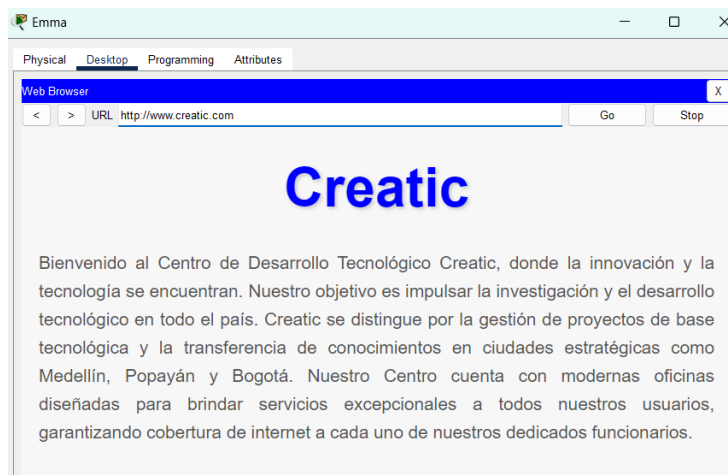 Emma
Physical Desktop Programming Attributes
Web Browser X
< > URL http://www.creatic.com Go Stop
Creatic
Bienvenido al Centro de Desarrollo Tecnológico Creatic, donde la innovación y la
tecnología se encuentran. Nuestro objetivo es impulsar la investigación y el desarrollo
tecnológico en todo el país. Creatic se distingue por la gestión de proyectos de base
tecnológica y la transferencia de conocimientos en ciudades estratégicas como
Medellín, Popayán y Bogotá. Nuestro Centro cuenta con modernas oficinas
diseñadas para brindar servicios excepcionales a todos nuestros usuarios,
garantizando cobertura de internet a cada uno de nuestros dedicados funcionarios.